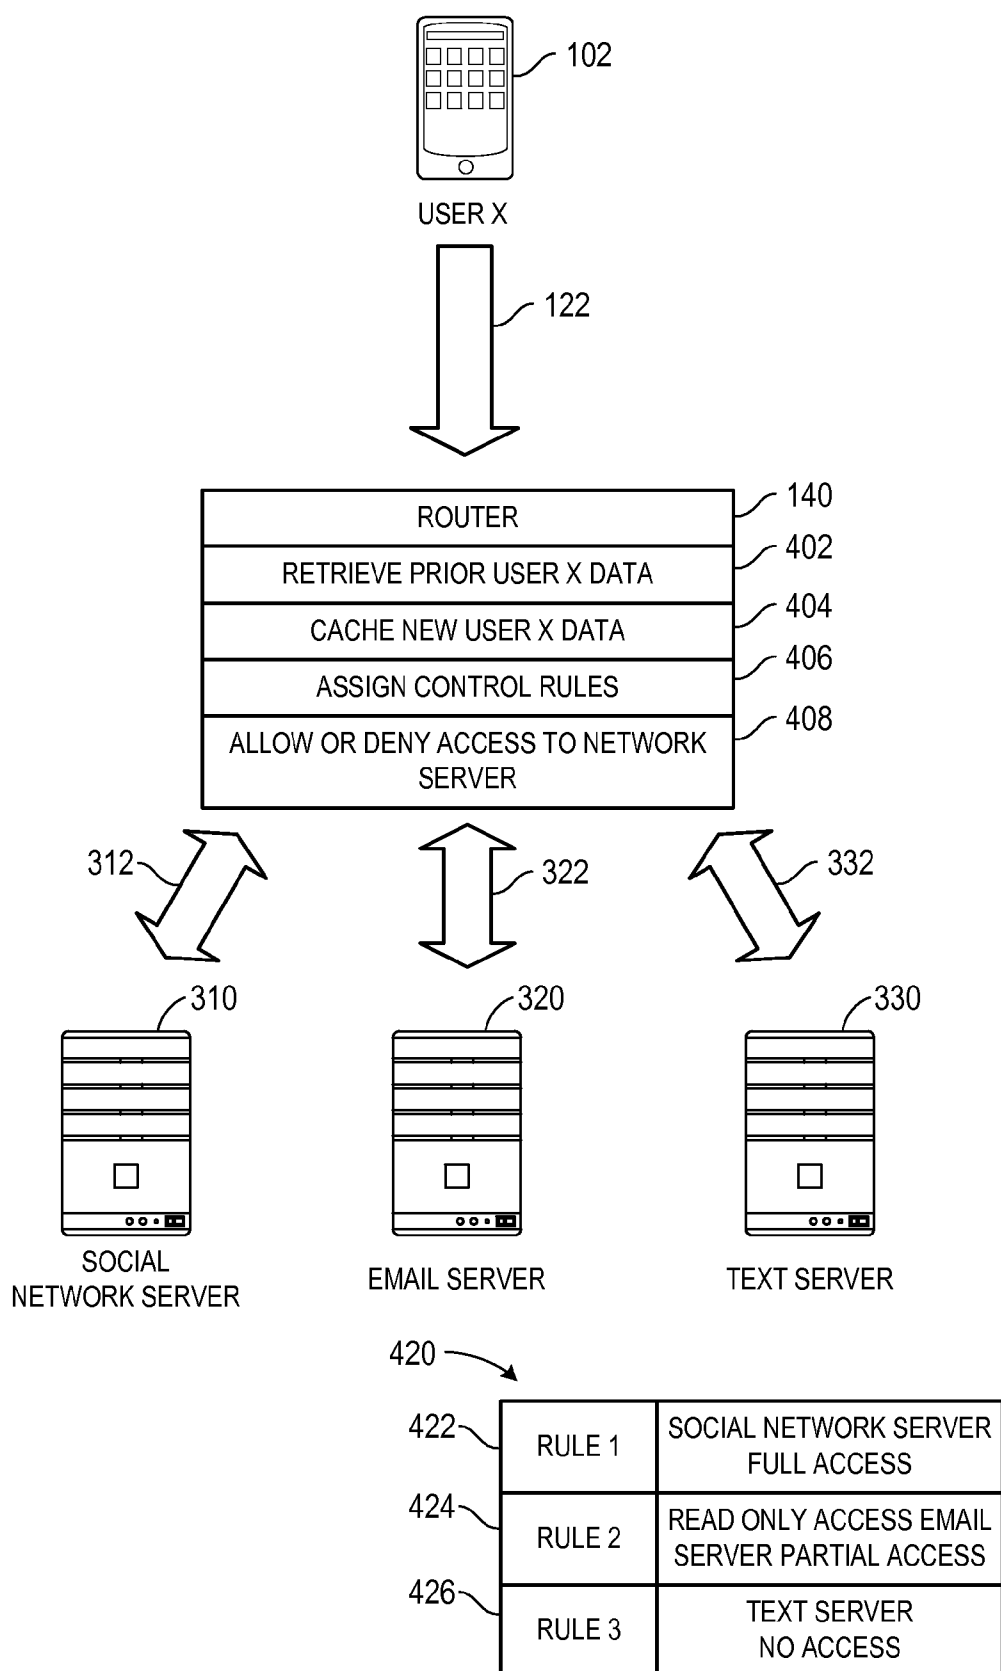 102
USER X
122
ROUTER
140
RETRIEVE PRIOR USER X DATA
402
CACHE NEW USER X DATA
404
ASSIGN CONTROL RULES
406
ALLOW OR DENY ACCESS TO NETWORK
SERVER
408
312
322
332
310
320
330
SOCIAL
NETWORK SERVER
EMAIL SERVER
TEXT SERVER
420
422
RULE 1
SOCIAL NETWORK SERVER
FULL ACCESS
424
RULE 2
READ ONLY ACCESS EMAIL
SERVER PARTIAL ACCESS
426
RULE 3
TEXT SERVER
NO ACCESS